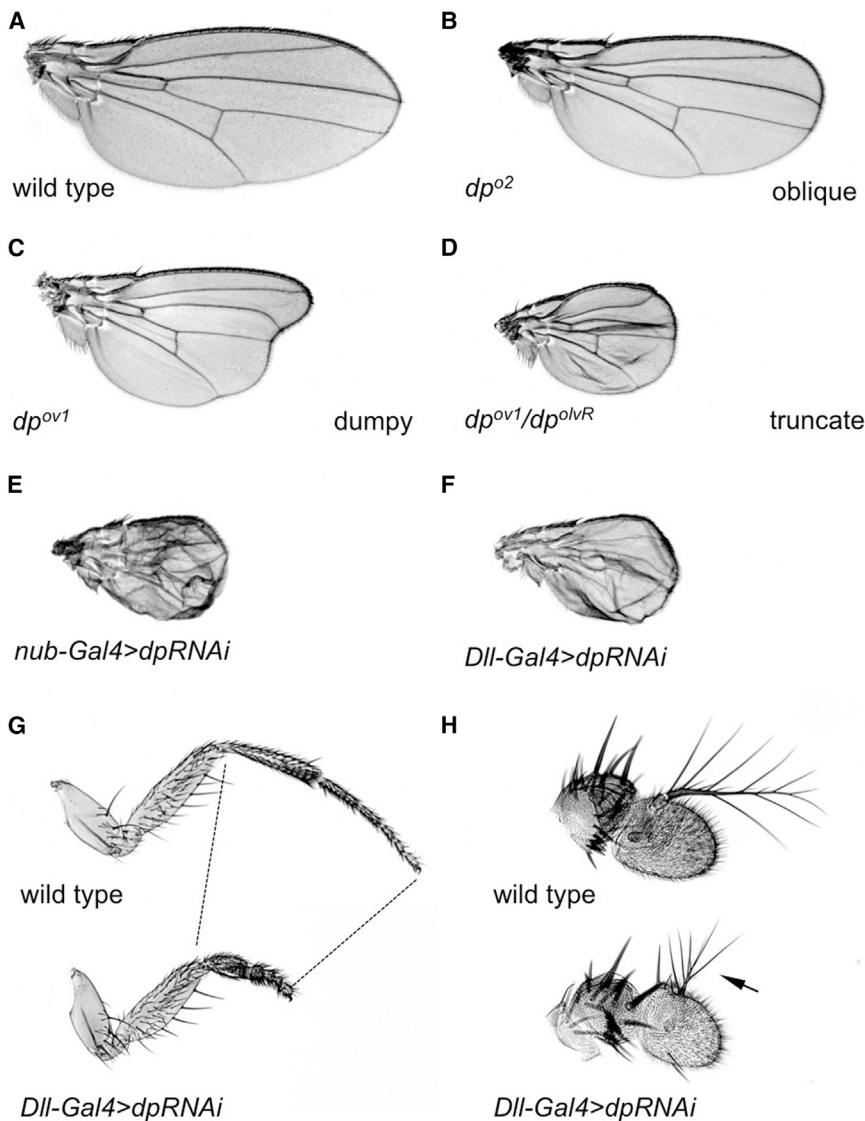 A
B
wild type
dp^o2 oblique
C
D
dp^ov1 dumpy
dp^ov1/dp^olvR truncate
E
F
nub-Gal4>dpRNAi
Dll-Gal4>dpRNAi
G
H
wild type
wild type
Dll-Gal4>dpRNAi
Dll-Gal4>dpRNAi